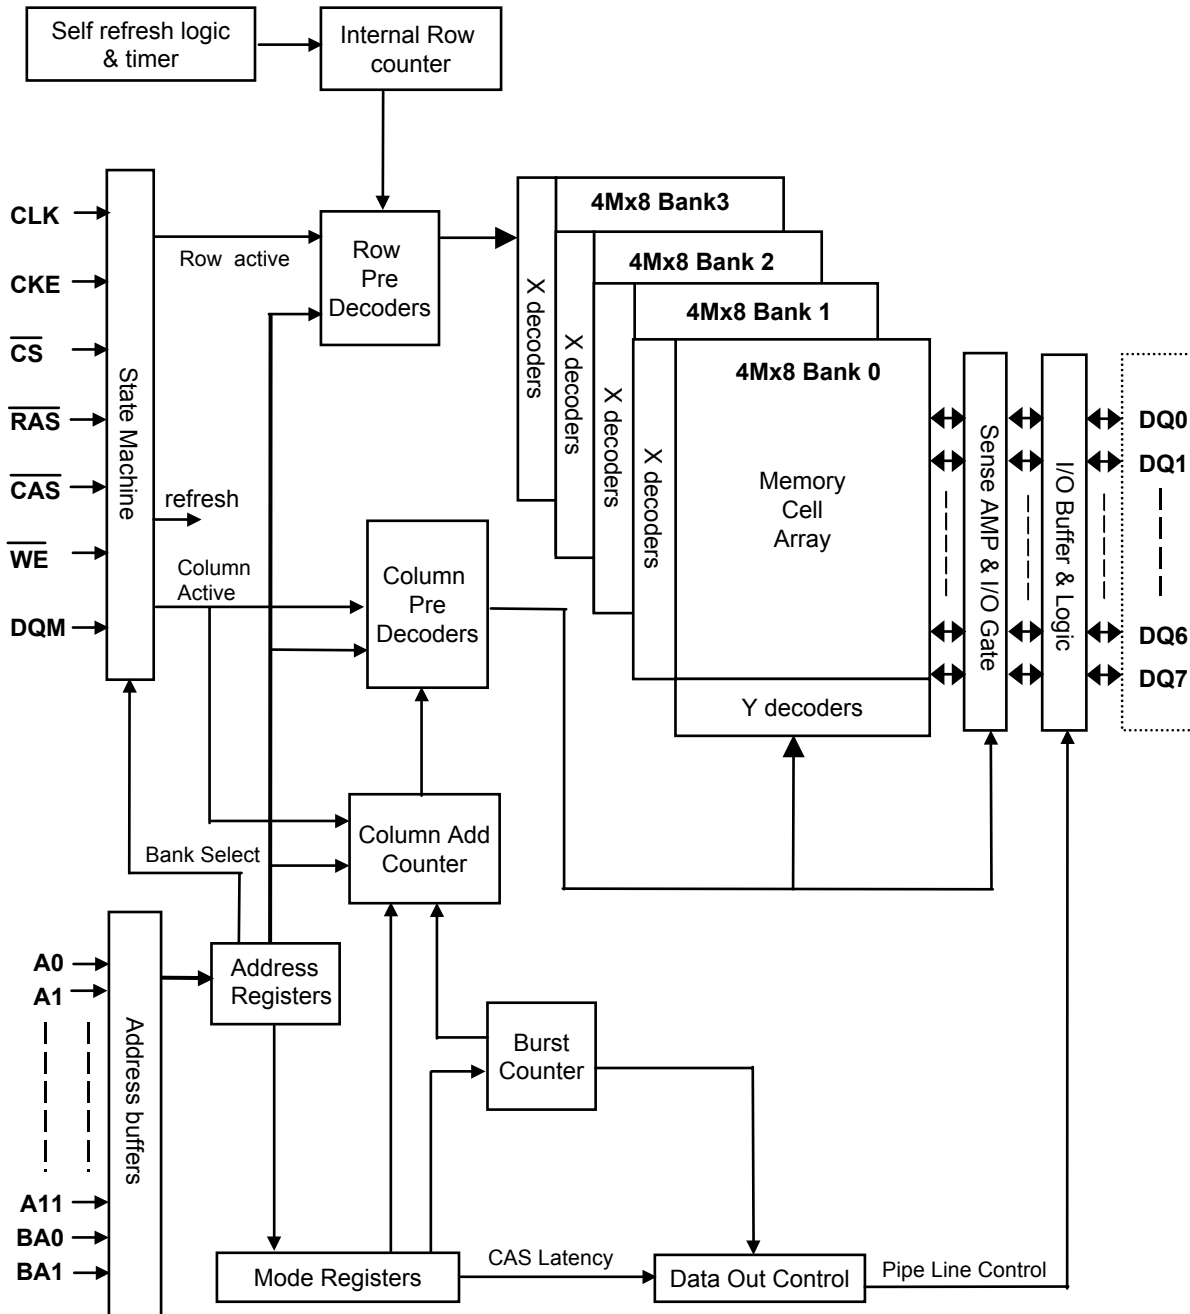 Self refresh logic
& timer
Internal Row
counter
CLK
CKE
CS
RAS
CAS
WE
DQM
State Machine
Row active
refresh
Column
Active
Row
Pre
Decoders
Column
Pre
Decoders
X decoders
X decoders
X decoders
X decoders
4Mx8 Bank3
4Mx8 Bank 2
4Mx8 Bank 1
4Mx8 Bank 0
Memory
Cell
Array
Y decoders
Sense AMP & I/O Gate
I/O Buffer & Logic
DQ0
DQ1
DQ6
DQ7
Column Add
Counter
Bank Select
Address
Registers
A0
A1
A11
BA0
BA1
Address buffers
Burst
Counter
Mode Registers
CAS Latency
Data Out Control
Pipe Line Control